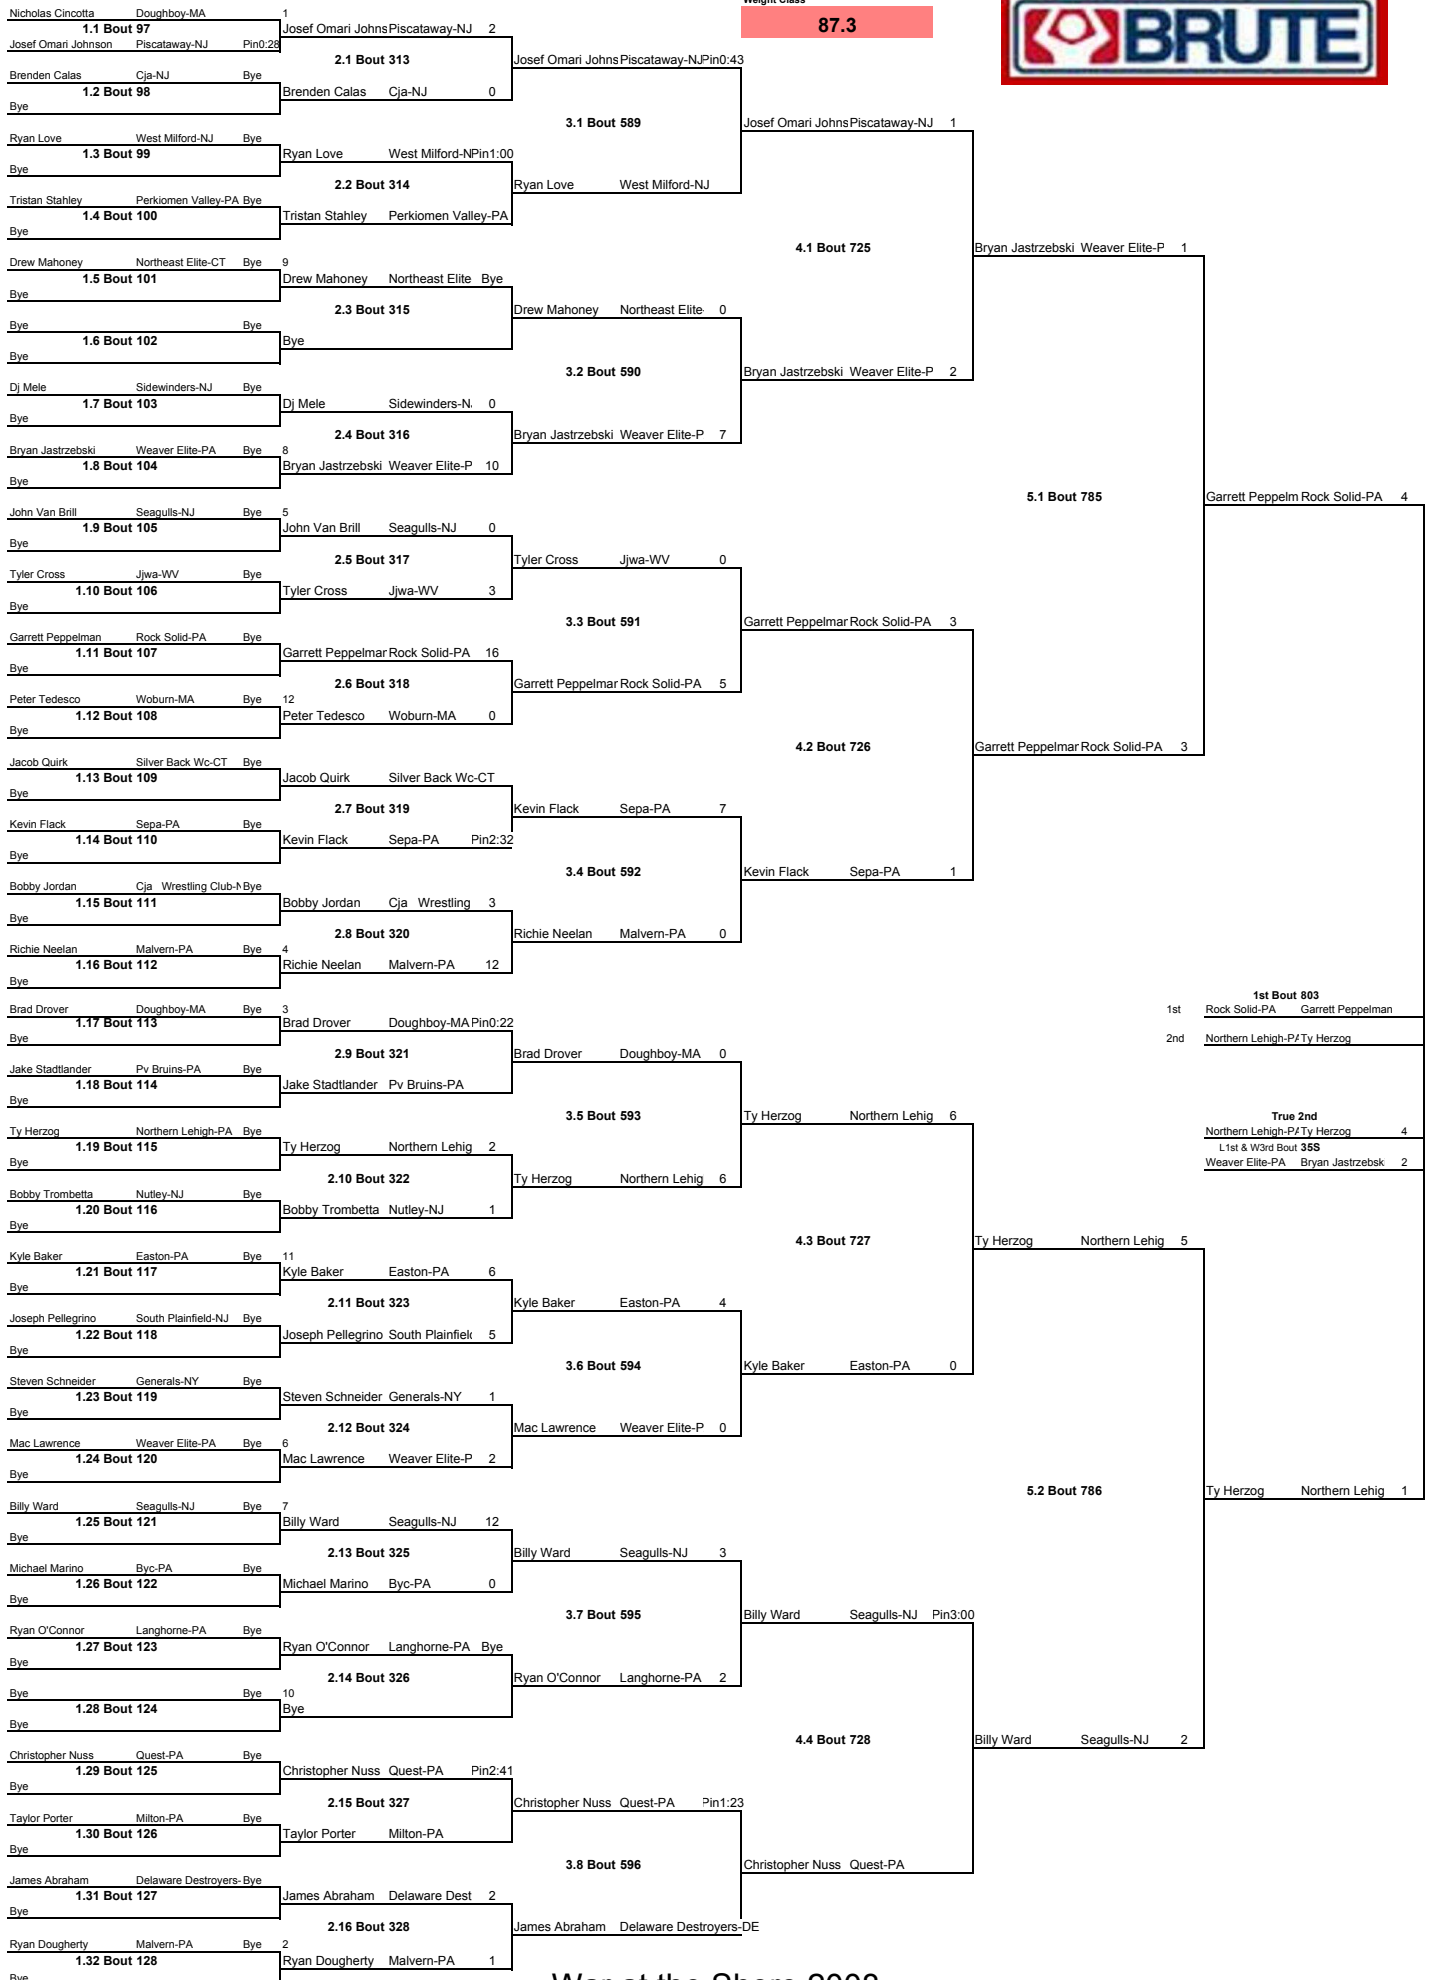 Weight Class
87.3
BRUTE
Nicholas Cincotta Doughboy-MA 1
1.1 Bout 97
Josef Omari Johnson Piscataway-NJ Pin0:28
Brenden Calas Cja-NJ Bye
1.2 Bout 98
Bye
Ryan Love West Milford-NJ Bye
1.3 Bout 99
Bye
Tristan Stahley Perkiomen Valley-PA Bye
1.4 Bout 100
Bye
Drew Mahoney Northeast Elite-CT Bye 9
1.5 Bout 101
Bye
Bye Bye
1.6 Bout 102
Bye
Dj Mele Sidewinders-NJ Bye
1.7 Bout 103
Bye
Bryan Jastrzebski Weaver Elite-PA Bye 8
1.8 Bout 104
Bye
John Van Brill Seagulls-NJ Bye 5
1.9 Bout 105
Bye
Tyler Cross Jjwa-WV Bye
1.10 Bout 106
Bye
Garrett Peppelman Rock Solid-PA Bye
1.11 Bout 107
Bye
Peter Tedesco Woburn-MA Bye 12
1.12 Bout 108
Bye
Jacob Quirk Silver Back Wc-CT Bye
1.13 Bout 109
Bye
Kevin Flack Sepa-PA Bye
1.14 Bout 110
Bye
Bobby Jordan Cja Wrestling Club-N Bye
1.15 Bout 111
Bye
Richie Neelan Malvern-PA Bye 4
1.16 Bout 112
Bye
Brad Drover Doughboy-MA Bye 3
1.17 Bout 113
Bye
Jake Stadtlander Pv Bruins-PA Bye
1.18 Bout 114
Bye
Ty Herzog Northern Lehigh-PA Bye
1.19 Bout 115
Bye
Bobby Trombetta Nutley-NJ Bye
1.20 Bout 116
Bye
Kyle Baker Easton-PA Bye 11
1.21 Bout 117
Bye
Joseph Pellegrino South Plainfield-NJ Bye
1.22 Bout 118
Bye
Steven Schneider Generals-NY Bye
1.23 Bout 119
Bye
Mac Lawrence Weaver Elite-PA Bye 6
1.24 Bout 120
Bye
Billy Ward Seagulls-NJ Bye 7
1.25 Bout 121
Bye
Michael Marino Byc-PA Bye
1.26 Bout 122
Bye
Ryan O'Connor Langhorne-PA Bye
1.27 Bout 123
Bye
Bye Bye 10
1.28 Bout 124
Bye
Christopher Nuss Quest-PA Bye
1.29 Bout 125
Bye
Taylor Porter Milton-PA Bye
1.30 Bout 126
Bye
James Abraham Delaware Destroyers- Bye
1.31 Bout 127
Bye
Ryan Dougherty Malvern-PA Bye 2
1.32 Bout 128
Bye
Josef Omari Johns Piscataway-NJ 2
2.1 Bout 313
Brenden Calas Cja-NJ 0
Ryan Love West Milford-N Pin1:00
2.2 Bout 314
Tristan Stahley Perkiomen Valley-PA
Drew Mahoney Northeast Elite Bye
2.3 Bout 315
Bye
Dj Mele Sidewinders-N 0
2.4 Bout 316
Bryan Jastrzebski Weaver Elite-P 10
John Van Brill Seagulls-NJ 0
2.5 Bout 317
Tyler Cross Jjwa-WV 3
Garrett Peppelmar Rock Solid-PA 16
2.6 Bout 318
Peter Tedesco Woburn-MA 0
Jacob Quirk Silver Back Wc-CT
2.7 Bout 319
Kevin Flack Sepa-PA Pin2:32
Bobby Jordan Cja Wrestling 3
2.8 Bout 320
Richie Neelan Malvern-PA 12
Brad Drover Doughboy-MA Pin0:22
2.9 Bout 321
Jake Stadtlander Pv Bruins-PA
Ty Herzog Northern Lehig 2
2.10 Bout 322
Bobby Trombetta Nutley-NJ 1
Kyle Baker Easton-PA 6
2.11 Bout 323
Joseph Pellegrino South Plainfield 5
Steven Schneider Generals-NY 1
2.12 Bout 324
Mac Lawrence Weaver Elite-P 2
Billy Ward Seagulls-NJ 12
2.13 Bout 325
Michael Marino Byc-PA 0
Ryan O'Connor Langhorne-PA Bye
2.14 Bout 326
Bye
Christopher Nuss Quest-PA Pin2:41
2.15 Bout 327
Taylor Porter Milton-PA
James Abraham Delaware Dest 2
2.16 Bout 328
Ryan Dougherty Malvern-PA 1
Josef Omari Johns Piscataway-NJ Pin0:43
3.1 Bout 589
Ryan Love West Milford-NJ
Drew Mahoney Northeast Elite- 0
3.2 Bout 590
Bryan Jastrzebski Weaver Elite-P 7
Tyler Cross Jjwa-WV 0
3.3 Bout 591
Garrett Peppelmar Rock Solid-PA 5
Kevin Flack Sepa-PA 7
3.4 Bout 592
Richie Neelan Malvern-PA 0
Brad Drover Doughboy-MA 0
3.5 Bout 593
Ty Herzog Northern Lehig 6
Kyle Baker Easton-PA 4
3.6 Bout 594
Mac Lawrence Weaver Elite-P 0
Billy Ward Seagulls-NJ 3
3.7 Bout 595
Ryan O'Connor Langhorne-PA 2
Christopher Nuss Quest-PA Pin1:23
3.8 Bout 596
James Abraham Delaware Destroyers-DE
Josef Omari Johns Piscataway-NJ 1
4.1 Bout 725
Bryan Jastrzebski Weaver Elite-P 2
Garrett Peppelmar Rock Solid-PA 3
4.2 Bout 726
Kevin Flack Sepa-PA 1
Ty Herzog Northern Lehig 6
4.3 Bout 727
Kyle Baker Easton-PA 0
Billy Ward Seagulls-NJ Pin3:00
4.4 Bout 728
Christopher Nuss Quest-PA
Bryan Jastrzebski Weaver Elite-P 1
5.1 Bout 785
Garrett Peppelmar Rock Solid-PA 3
Ty Herzog Northern Lehig 5
5.2 Bout 786
Billy Ward Seagulls-NJ 2
Garrett Peppelm Rock Solid-PA 4
1st Bout 803
1st Rock Solid-PA Garrett Peppelman
2nd Northern Lehigh-PA Ty Herzog
True 2nd
Northern Lehigh-PA Ty Herzog 4
L1st & W3rd Bout 35S
Weaver Elite-PA Bryan Jastrzebsk 2
Ty Herzog Northern Lehig 1
War at the Shore 2008